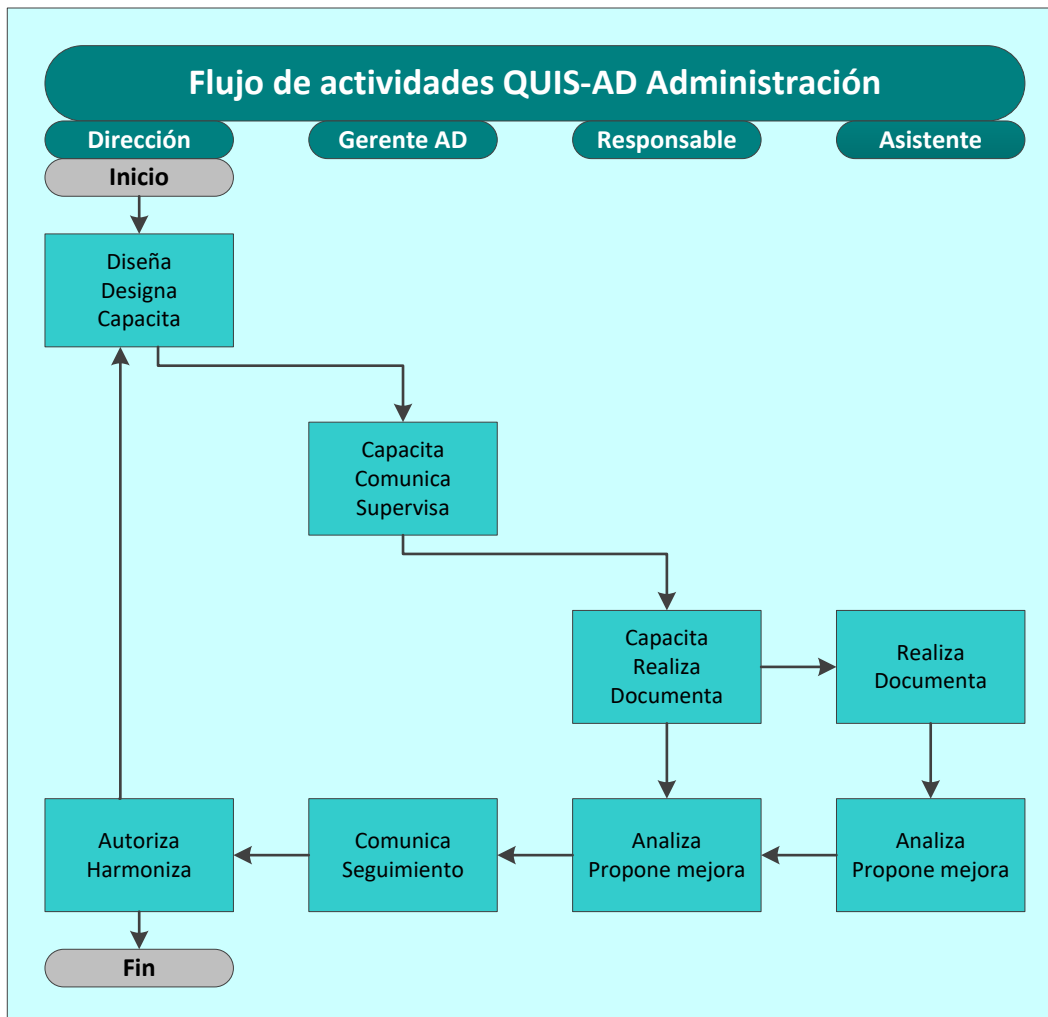 Flujo de actividades QUIS-AD Administración
Dirección
Gerente AD
Responsable
Asistente
Inicio
Diseña
Designa
Capacita
Capacita
Comunica
Supervisa
Capacita
Realiza
Documenta
Realiza
Documenta
Autoriza
Harmoniza
Comunica
Seguimiento
Analiza
Propone mejora
Analiza
Propone mejora
Fin